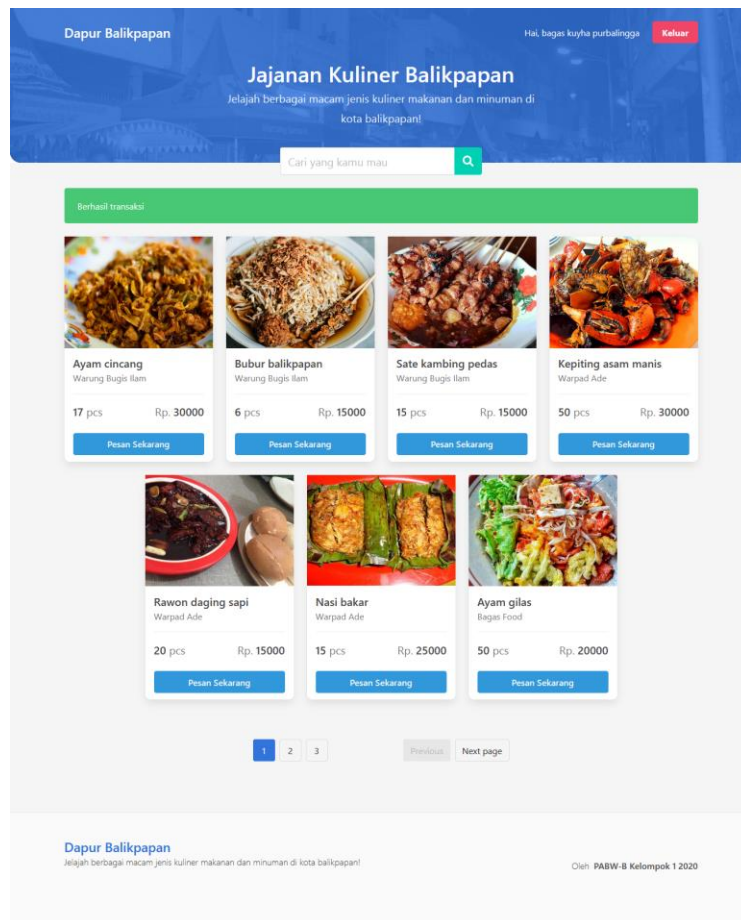 Dapur Balikpapan
Hai, bagas kuyha purbalingga
Keluar
Jajanan Kuliner Balikpapan
Jelajah berbagai macam jenis kuliner makanan dan minuman di
kota balikpapan!
Cari yang kamu mau
Berhasil transaksi
Ayam cincang
Warung Bugis Ilam
17 pcs Rp. 30000
Pesan Sekarang
Bubur balikpapan
Warung Bugis Ilam
6 pcs Rp. 15000
Pesan Sekarang
Sate kambing pedas
Warung Bugis Ilam
15 pcs Rp. 15000
Pesan Sekarang
Kepiting asam manis
Warpad Ade
50 pcs Rp. 30000
Pesan Sekarang
Rawon daging sapi
Warpad Ade
20 pcs Rp. 15000
Pesan Sekarang
Nasi bakar
Warpad Ade
15 pcs Rp. 25000
Pesan Sekarang
Ayam gilas
Bagas Food
50 pcs Rp. 20000
Pesan Sekarang
1 2 3 Previous Next page
Dapur Balikpapan
Jelajah berbagai macam jenis kuliner makanan dan minuman di kota balikpapan!
Oleh PABW-B Kelompok 1 2020